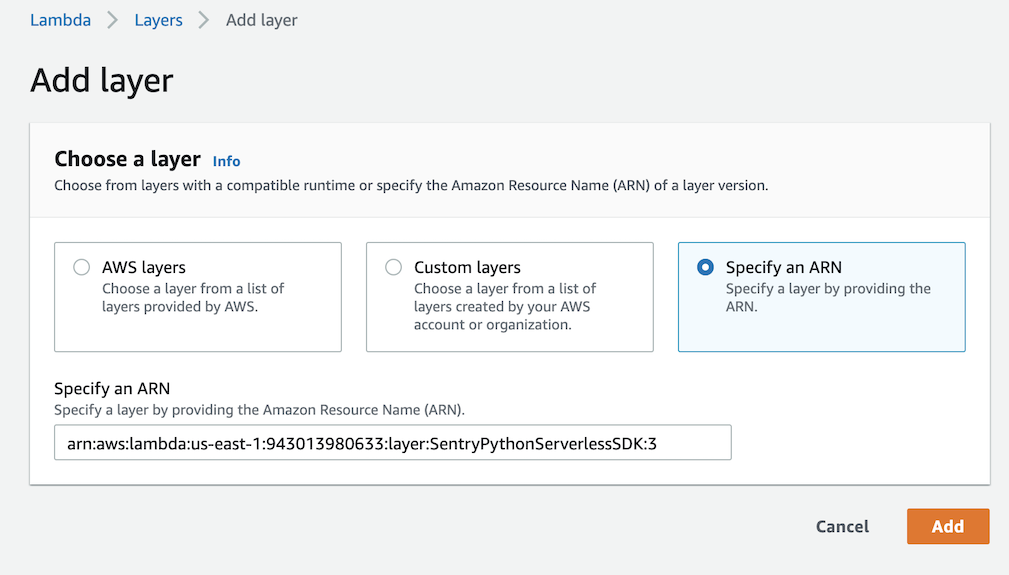 Lambda > Layers > Add layer
Add layer
Choose a layer Info
Choose from layers with a compatible runtime or specify the Amazon Resource Name (ARN) of a layer version.
AWS layers
Choose a layer from a list of
layers provided by AWS.
Custom layers
Choose a layer from a list of
layers created by your AWS
account or organization.
Specify an ARN
Specify a layer by providing the
ARN.
Specify an ARN
Specify a layer by providing the Amazon Resource Name (ARN).
arn:aws:lambda:us-east-1:943013980633:layer:SentryPythonServerlessSDK:3
Cancel Add